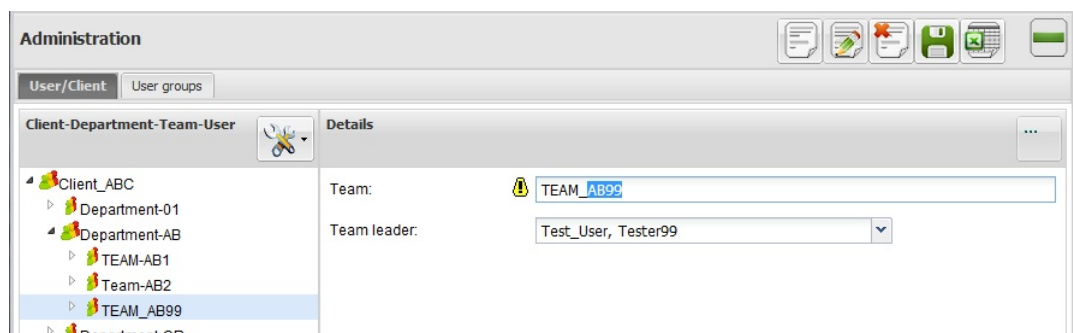 Administration
User/Client User groups
Client-Department-Team-User
Details
...
Client_ABC
Department-01
Department-AB
TEAM-AB1
Team-AB2
TEAM_AB99
Team: TEAM_AB99
Team leader: Test_User, Tester99